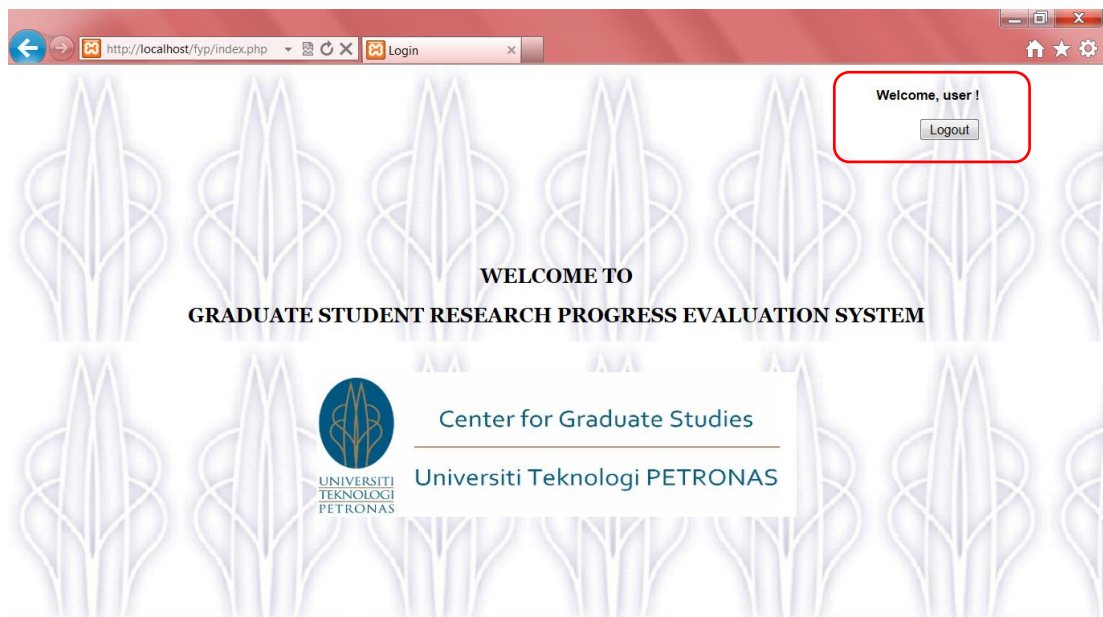 http://localhost/fyp/index.php
Login
Welcome, user !
Logout
WELCOME TO
GRADUATE STUDENT RESEARCH PROGRESS EVALUATION SYSTEM
UNIVERSITI
TEKNOLOGI
PETRONAS
Center for Graduate Studies
Universiti Teknologi PETRONAS